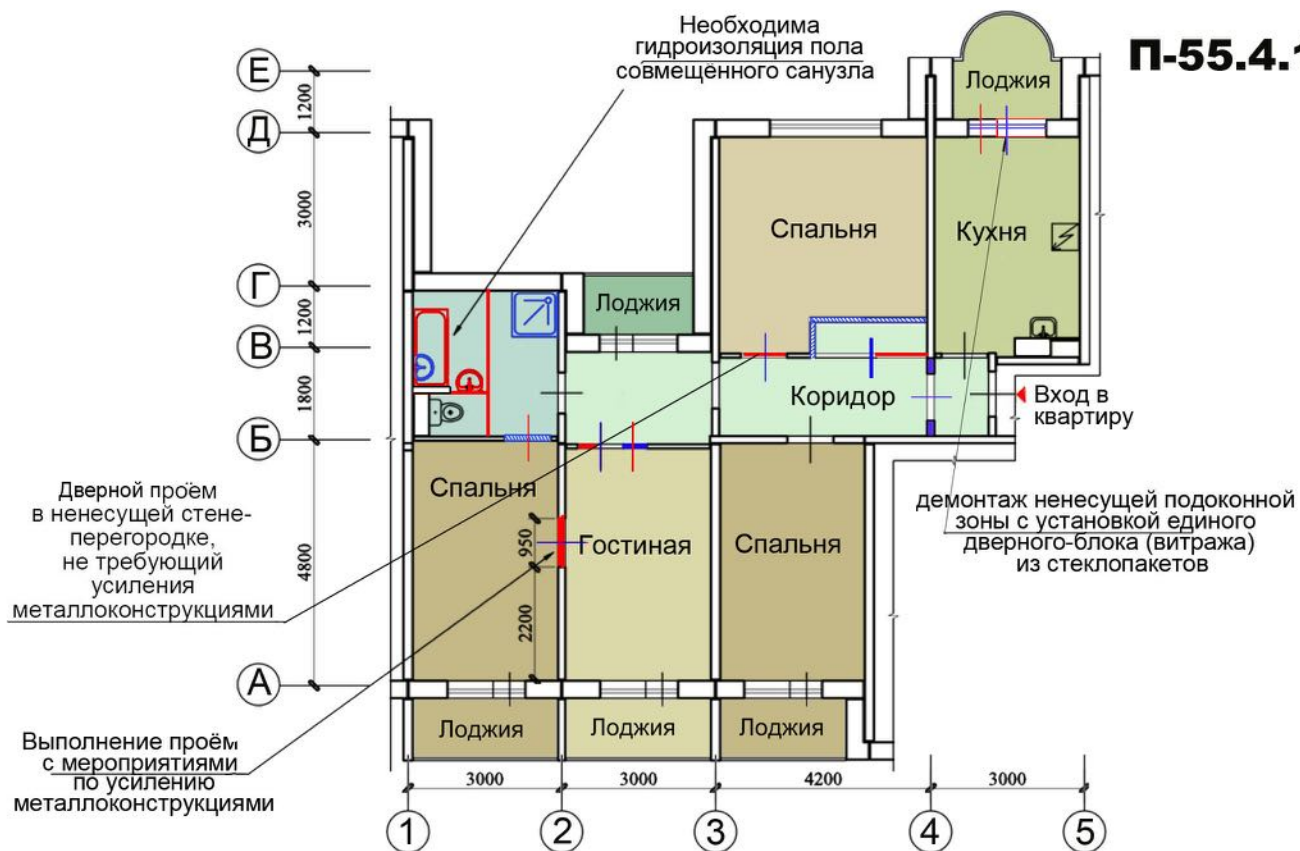 Необходима
гидроизоляция пола
совмещённого санузла
П-55.4.1
Е
Д
Г
В
Б
А
1200
3000
1200
1800
4800
Лоджия
Спальня
Кухня
Лоджия
Коридор
Вход в
квартиру
Спальня
Гостиная
Спальня
950
2200
Дверной проём
в ненесущей стене-
перегородке,
не требующий
усиления
металлоконструкциями
демонтаж ненесущей подоконной
зоны с установкой единого
дверного-блока (витража)
из стеклопакетов
Лоджия
Лоджия
Лоджия
Выполнение проём
с мероприятиями
по усилению
металлоконструкциями
3000
3000
4200
3000
1
2
3
4
5